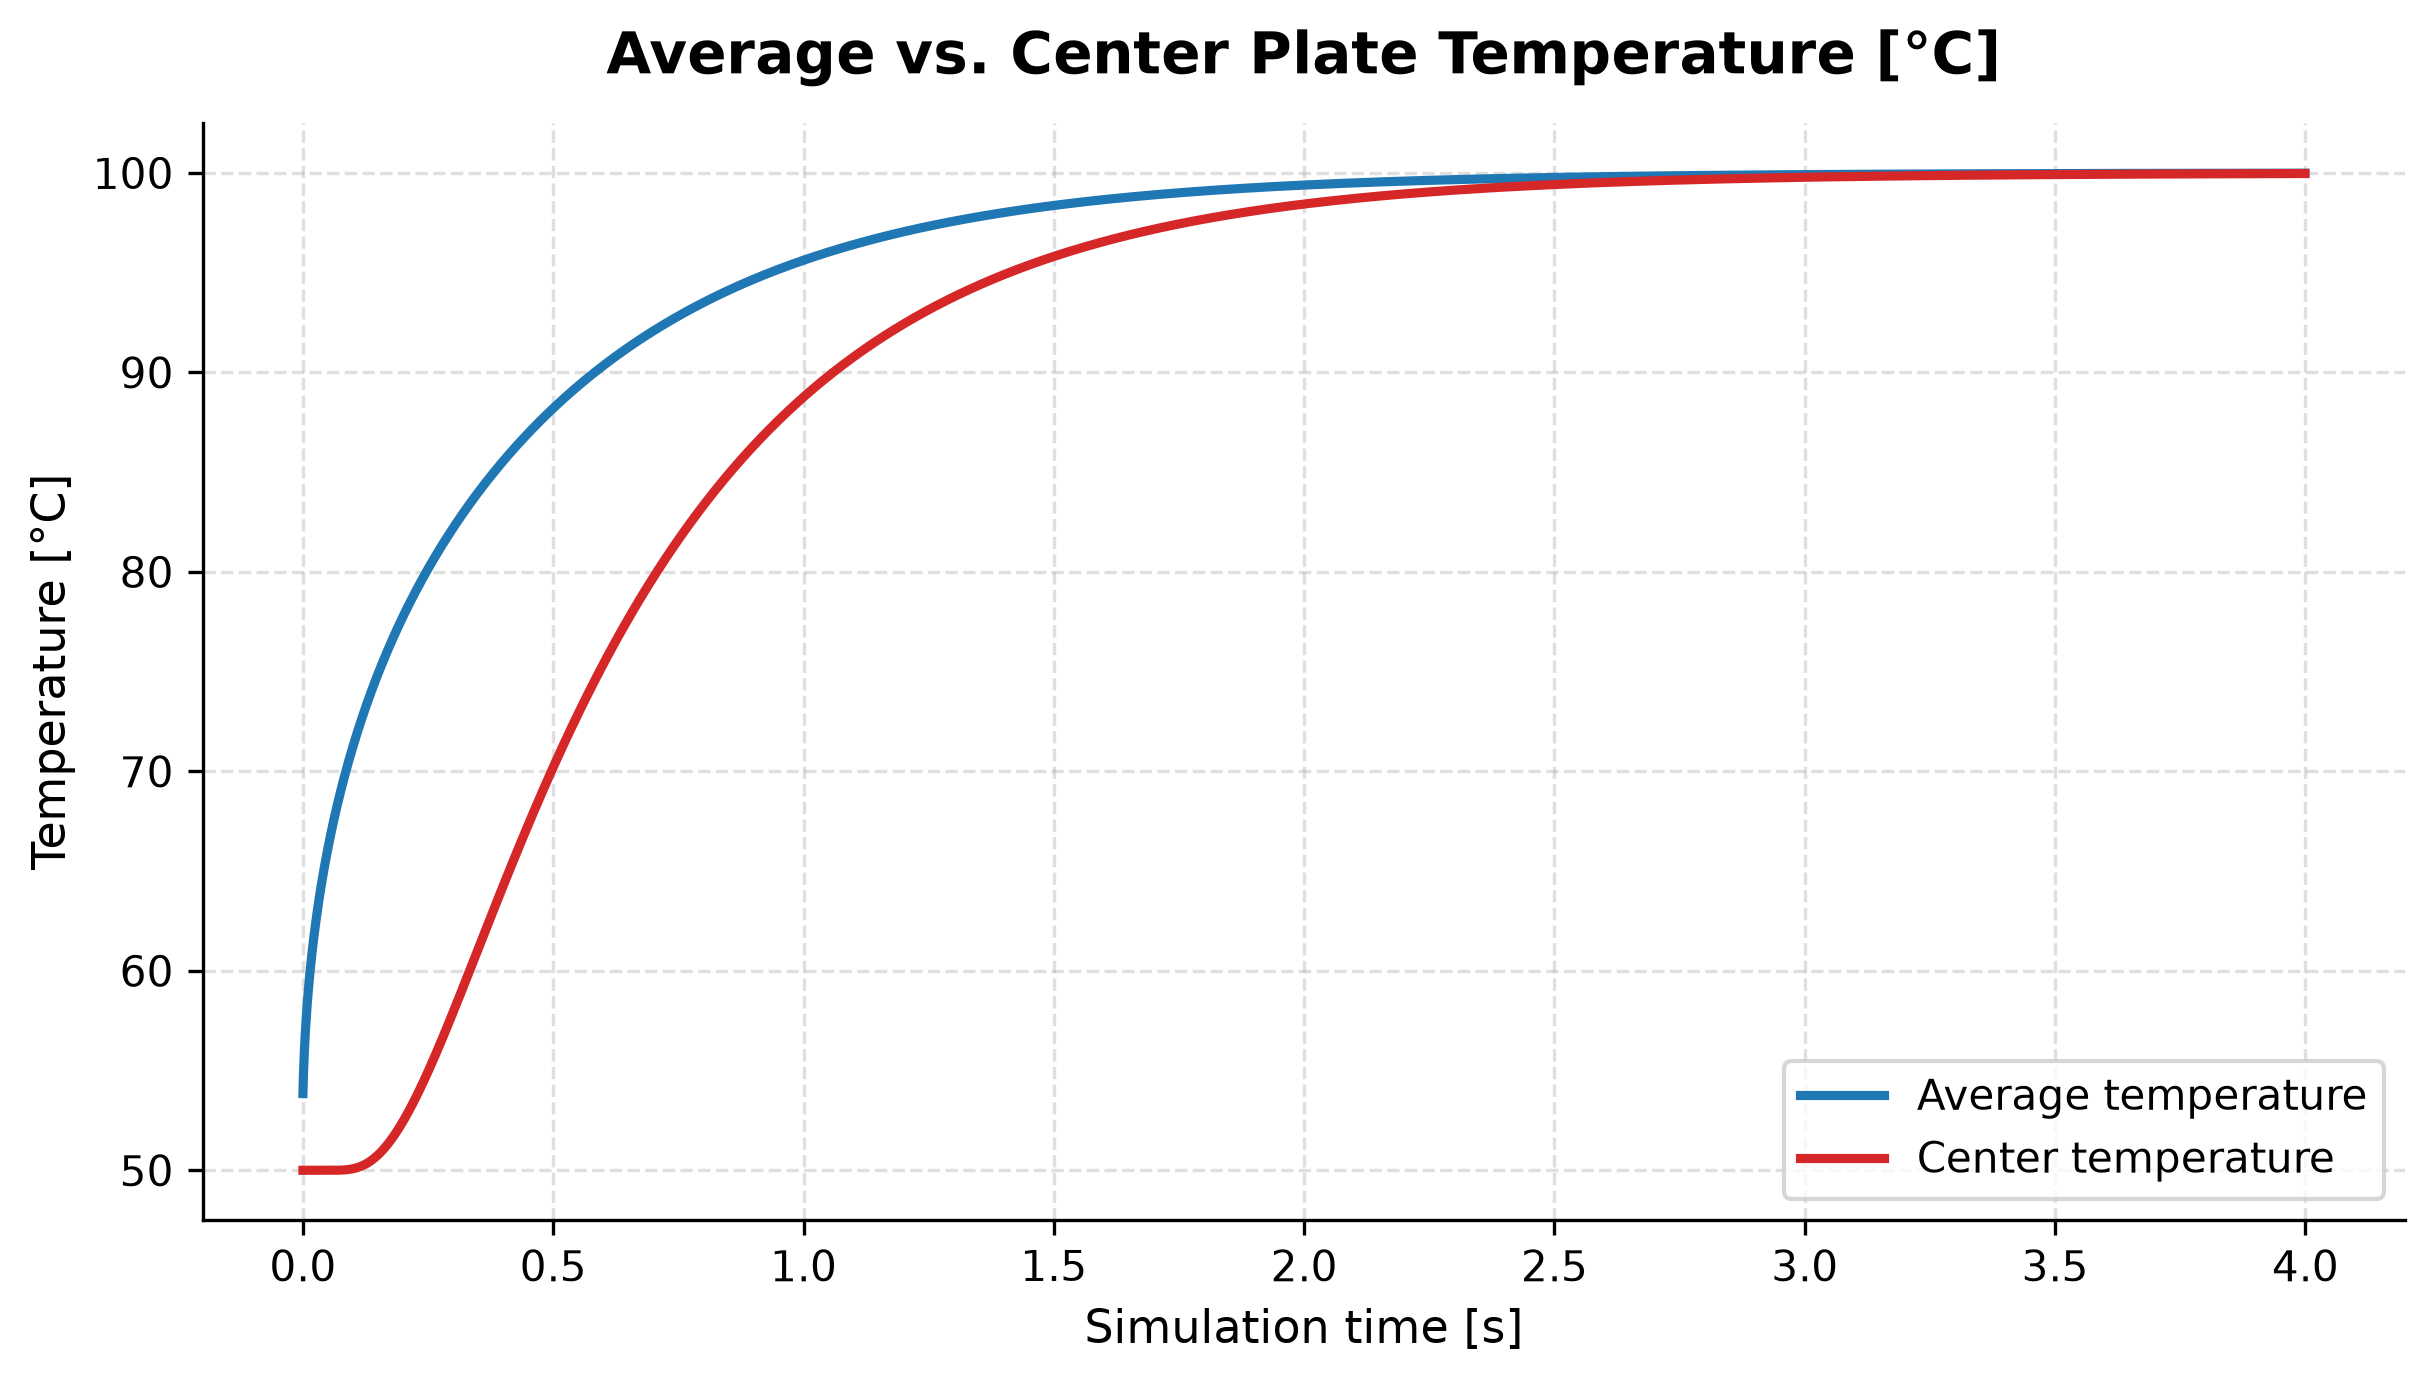 Average vs. Center Plate Temperature [°C]
Temperature [°C]
100
90
80
70
60
50
0.0 0.5 1.0 1.5 2.0 2.5 3.0 3.5 4.0
Simulation time [s]
Average temperature
Center temperature